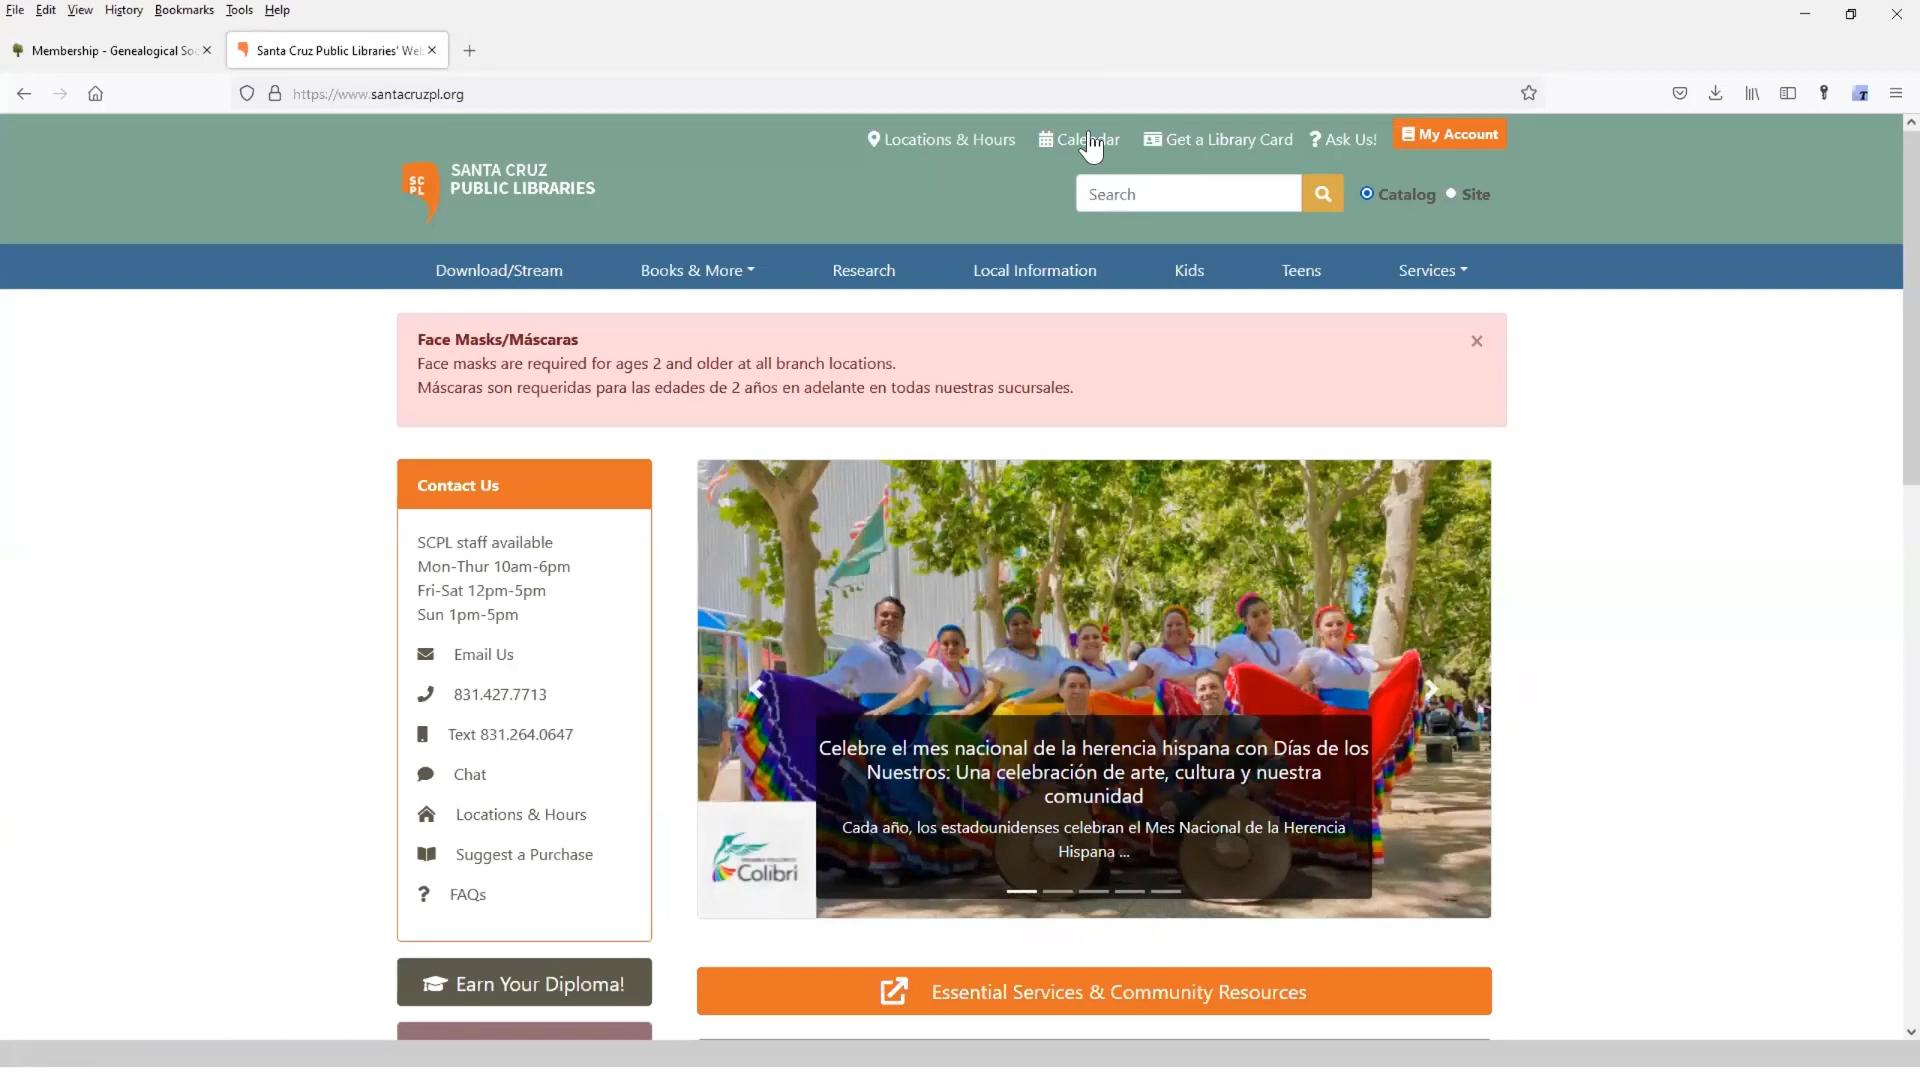 File Edit View History Bookmarks Tools Help
Membership - Genealogical So
Santa Cruz Public Libraries' Web
https://www.santacruzpl.org
Locations & Hours Calendar Get a Library Card ? Ask Us! My Account
SC
PL
SANTA CRUZ
PUBLIC LIBRARIES
Search Catalog Site
Download/Stream Books & More Research Local Information Kids Teens Services
Face Masks/Máscaras
Face masks are required for ages 2 and older at all branch locations.
Máscaras son requeridas para las edades de 2 años en adelante en todas nuestras sucursales.
Contact Us
SCPL staff available
Mon-Thur 10am-6pm
Fri-Sat 12pm-5pm
Sun 1pm-5pm
Email Us
831.427.7713
Text 831.264.0647
Chat
Locations & Hours
Suggest a Purchase
? FAQs
Earn Your Diploma!
Celebre el mes nacional de la herencia hispana con Días de los
Nuestros: Una celebración de arte, cultura y nuestra
comunidad
Cada año, los estadounidenses celebran el Mes Nacional de la Herencia
Hispana ...
Colibrí
Essential Services & Community Resources